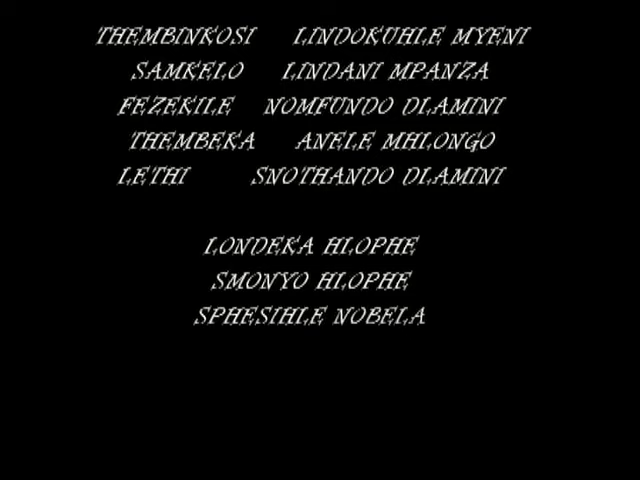 THEMBINKOSI LINDOKUHLE MYENI
SAMKELO LINDANI MPANZA
FEZEKILE NOMFUNDO DLAMINI
THEMBEKA ANELE MHLONGO
LETHI SNOTHANDO DLAMINI
LONDEKA HLOPHE
SMONYO HLOPHE
SPHESIHLE NOBELA